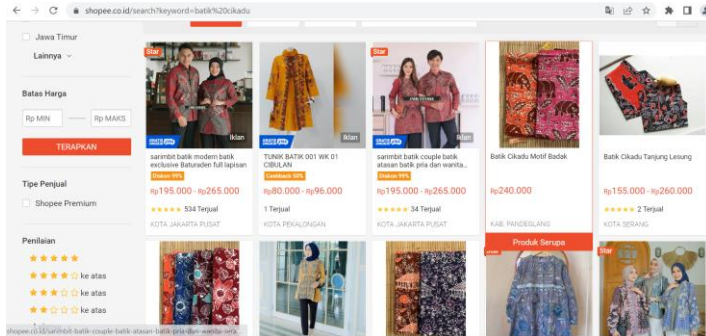 shopee.co.id/search?keyword=batik%20cikadu
Jawa Timur
Lainnya
Batas Harga
Rp MIN
Rp MAKS
TERAPKAN
Tipe Penjual
Shopee Premium
Penilaian
ke atas
ke atas
ke atas
Star
Iklan
sarimbit batik modern batik
exclusive Baturaden full lapisan
Diskon 99%
Rp195.000 - Rp265.000
534 Terjual
KOTA JAKARTA PUSAT
Iklan
TUNIK BATIK 001 WK 01
CIBULAN
Cashback 50%
Rp80.000 - Rp96.000
1 Terjual
KOTA PEKALONGAN
Star
Iklan
sarimbit batik couple batik
atasan batik pria dan wanita...
Diskon 99%
Rp195.000 - Rp265.000
34 Terjual
KOTA JAKARTA PUSAT
Batik Cikadu Motif Badak
Rp240.000
KAB. PANDEGLANG
Produk Serupa
Batik Cikadu Tanjung Lesung
Rp155.000 - Rp260.000
2 Terjual
KOTA SERANG
Star
shopee.co.id/sarimbit-batik-couple-batik-atasan-batik-pria-dan-wanita-sera...